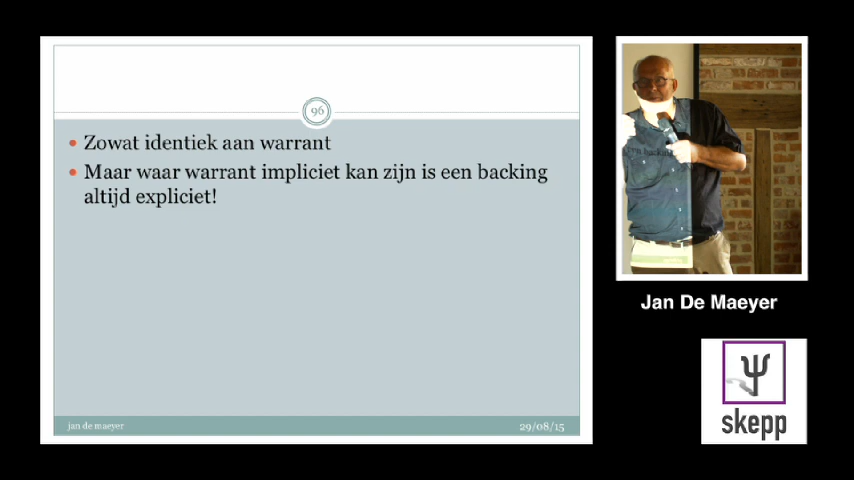 96
Zowat identiek aan warrant
Maar waar warrant impliciet kan zijn is een backing
altijd expliciet!
jan de maeyer
29/08/15
Jan De Maeyer
skepp